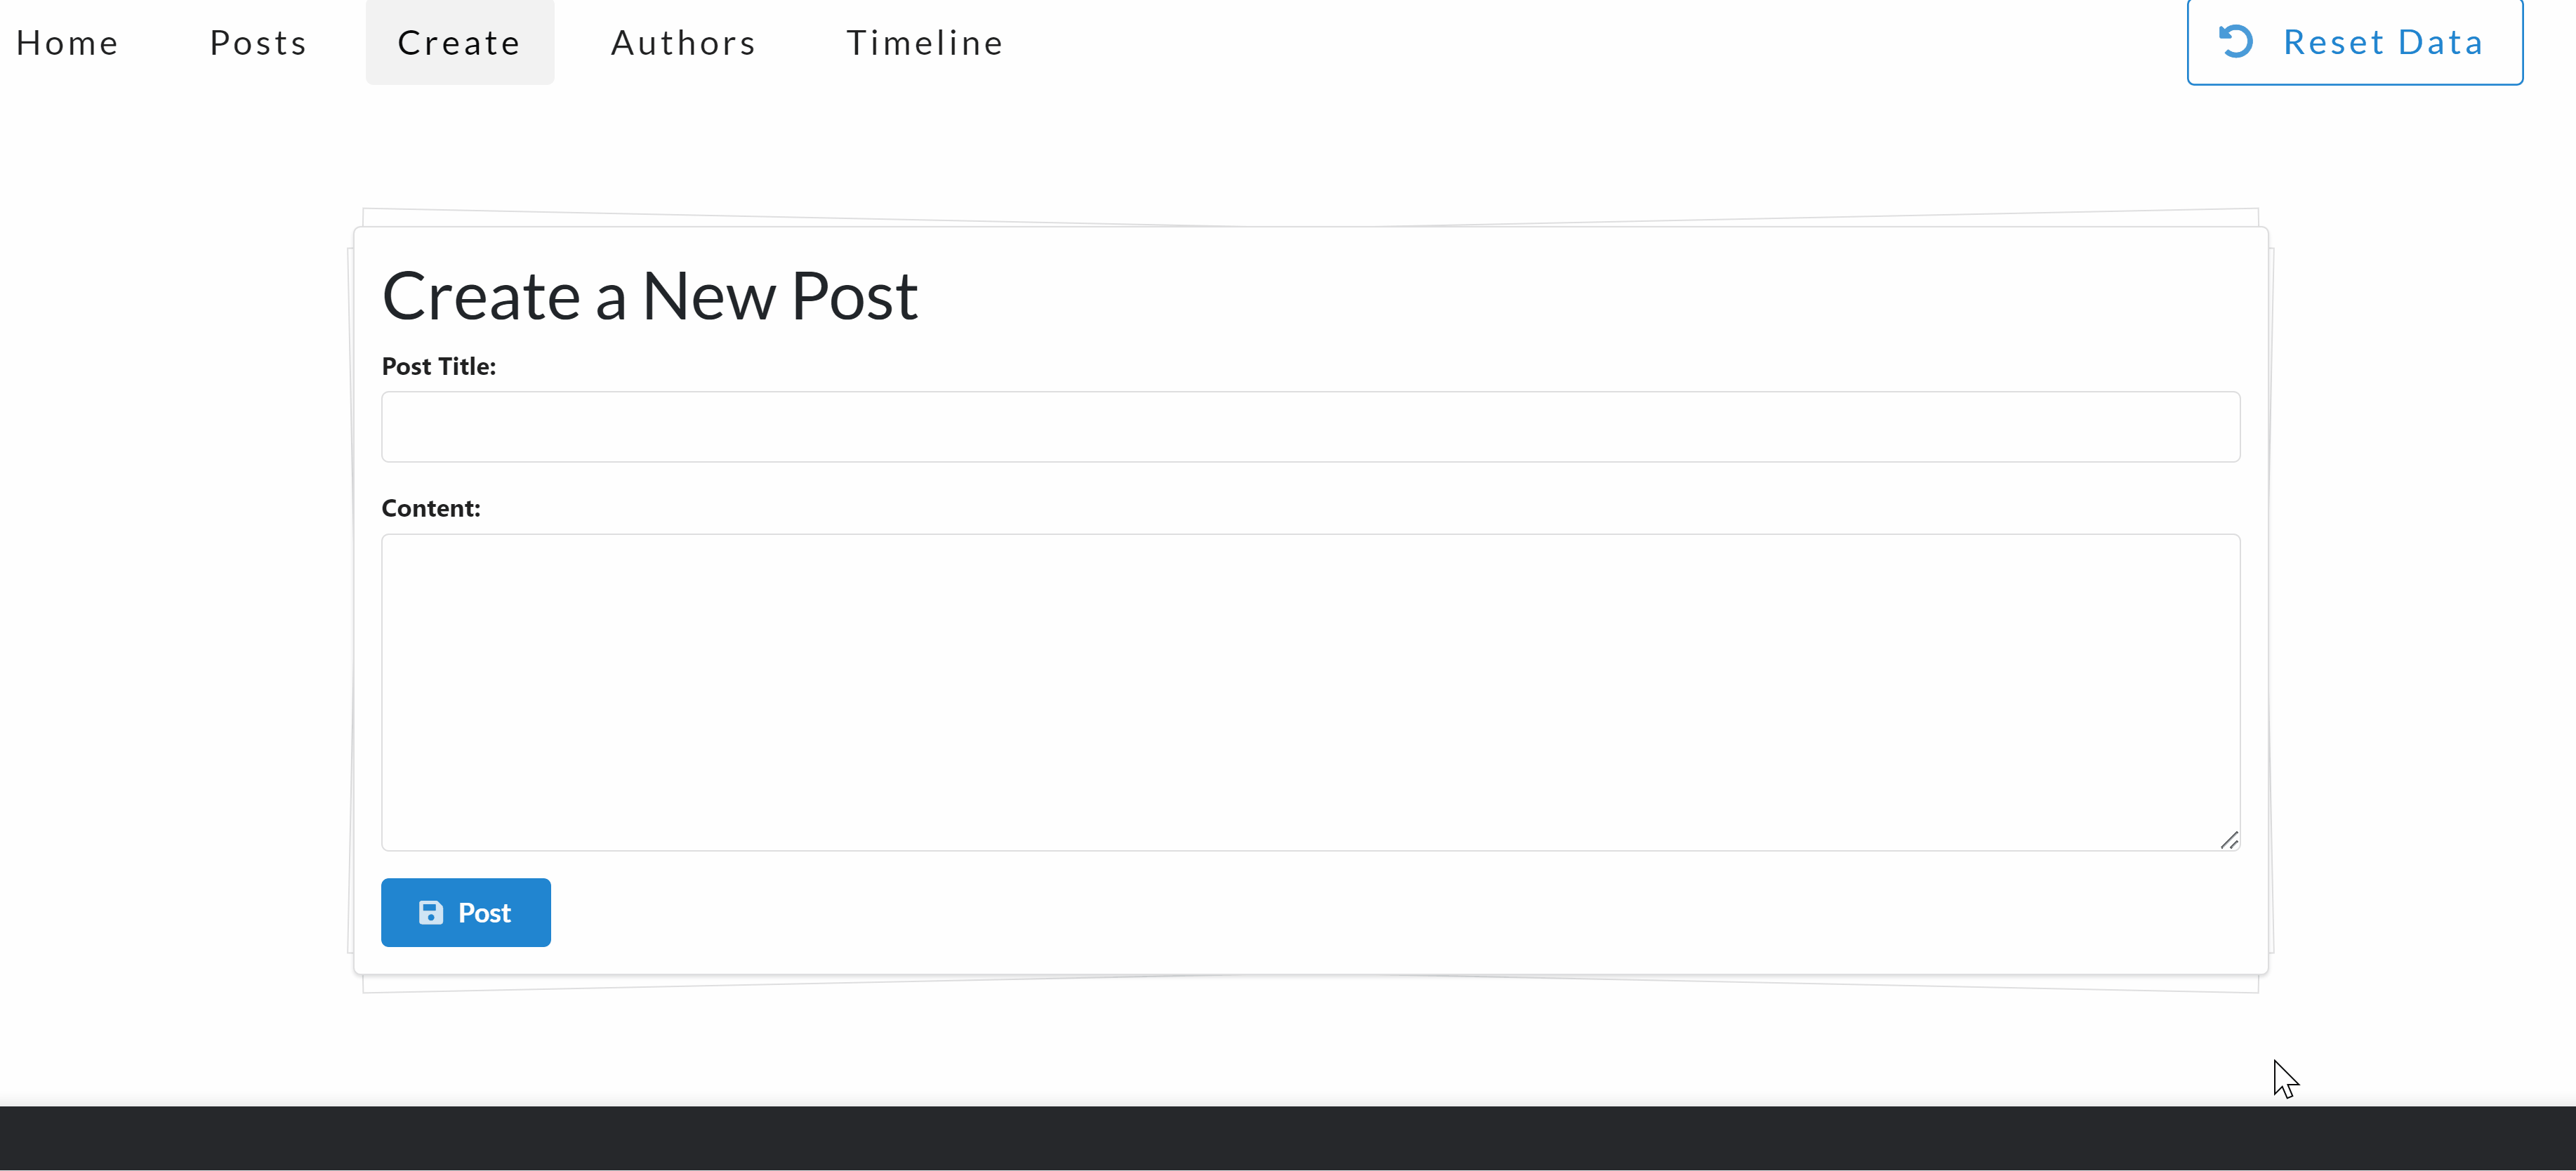 Home Posts Create Authors Timeline Reset Data
Create a New Post
Post Title:
Content:
Post